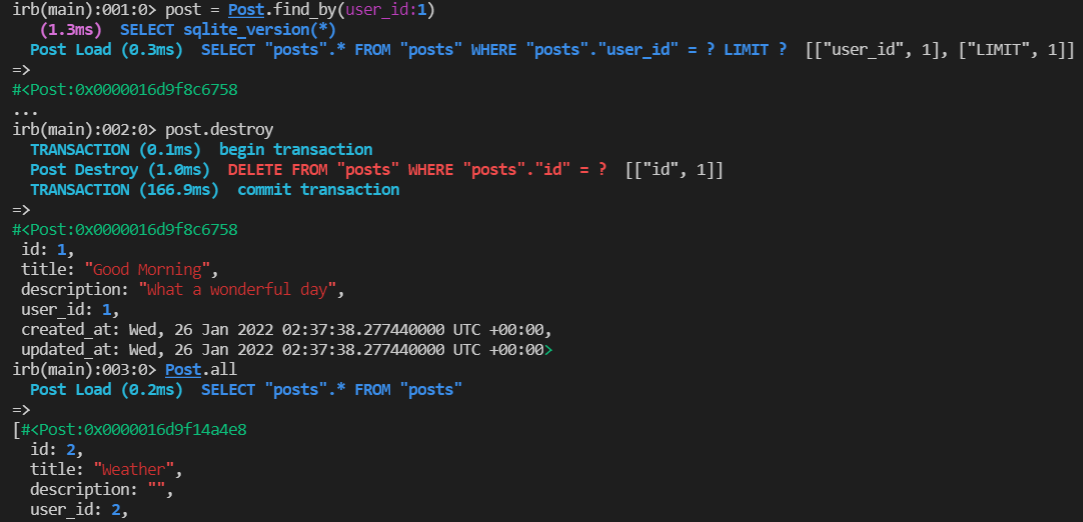 irb(main):001:0> post = Post.find_by(user_id:1)
(1.3ms)  SELECT sqlite_version(*)
Post Load (0.3ms)  SELECT "posts".* FROM "posts" WHERE "posts"."user_id" = ? LIMIT ?  [["user_id", 1], ["LIMIT", 1]]
=>
#<Post:0x0000016d9f8c6758
...
irb(main):002:0> post.destroy
TRANSACTION (0.1ms)  begin transaction
Post Destroy (1.0ms)  DELETE FROM "posts" WHERE "posts"."id" = ?  [["id", 1]]
TRANSACTION (166.9ms)  commit transaction
=>
#<Post:0x0000016d9f8c6758
id: 1,
title: "Good Morning",
description: "What a wonderful day",
user_id: 1,
created_at: Wed, 26 Jan 2022 02:37:38.277440000 UTC +00:00,
updated_at: Wed, 26 Jan 2022 02:37:38.277440000 UTC +00:00>
irb(main):003:0> Post.all
Post Load (0.2ms)  SELECT "posts".* FROM "posts"
=>
[#<Post:0x0000016d9f14a4e8
id: 2,
title: "Weather",
description: "",
user_id: 2,